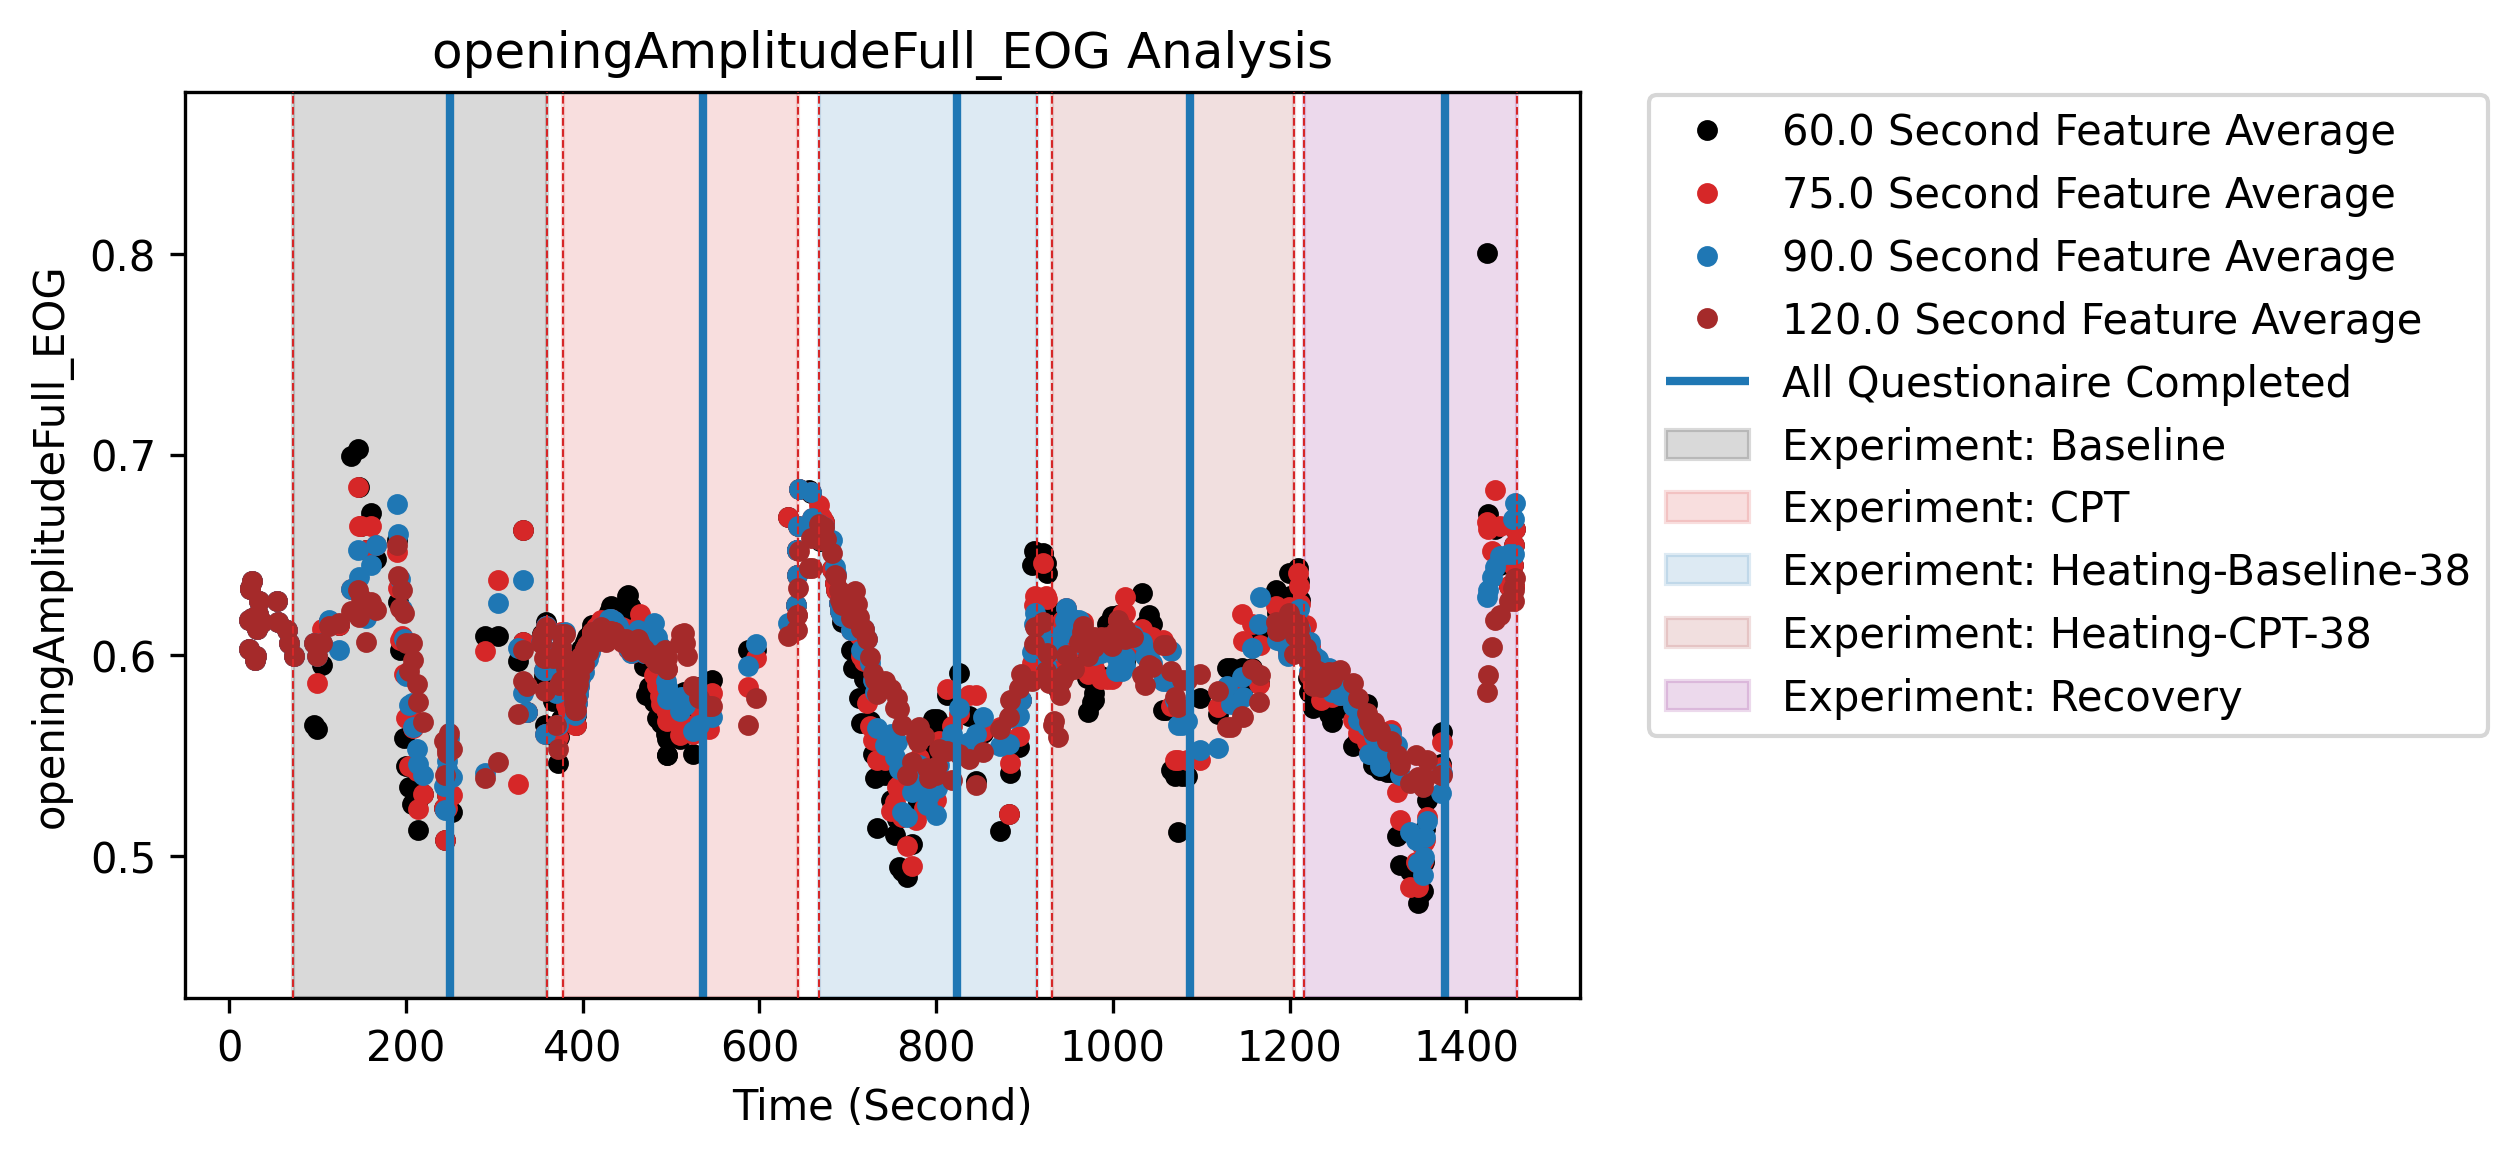 openingAmplitudeFull_EOG Analysis
openingAmplitudeFull_EOG
0.8
0.7
0.6
0.5
0 200 400 600 800 1000 1200 1400
Time (Second)
60.0 Second Feature Average
75.0 Second Feature Average
90.0 Second Feature Average
120.0 Second Feature Average
All Questionaire Completed
Experiment: Baseline
Experiment: CPT
Experiment: Heating-Baseline-38
Experiment: Heating-CPT-38
Experiment: Recovery